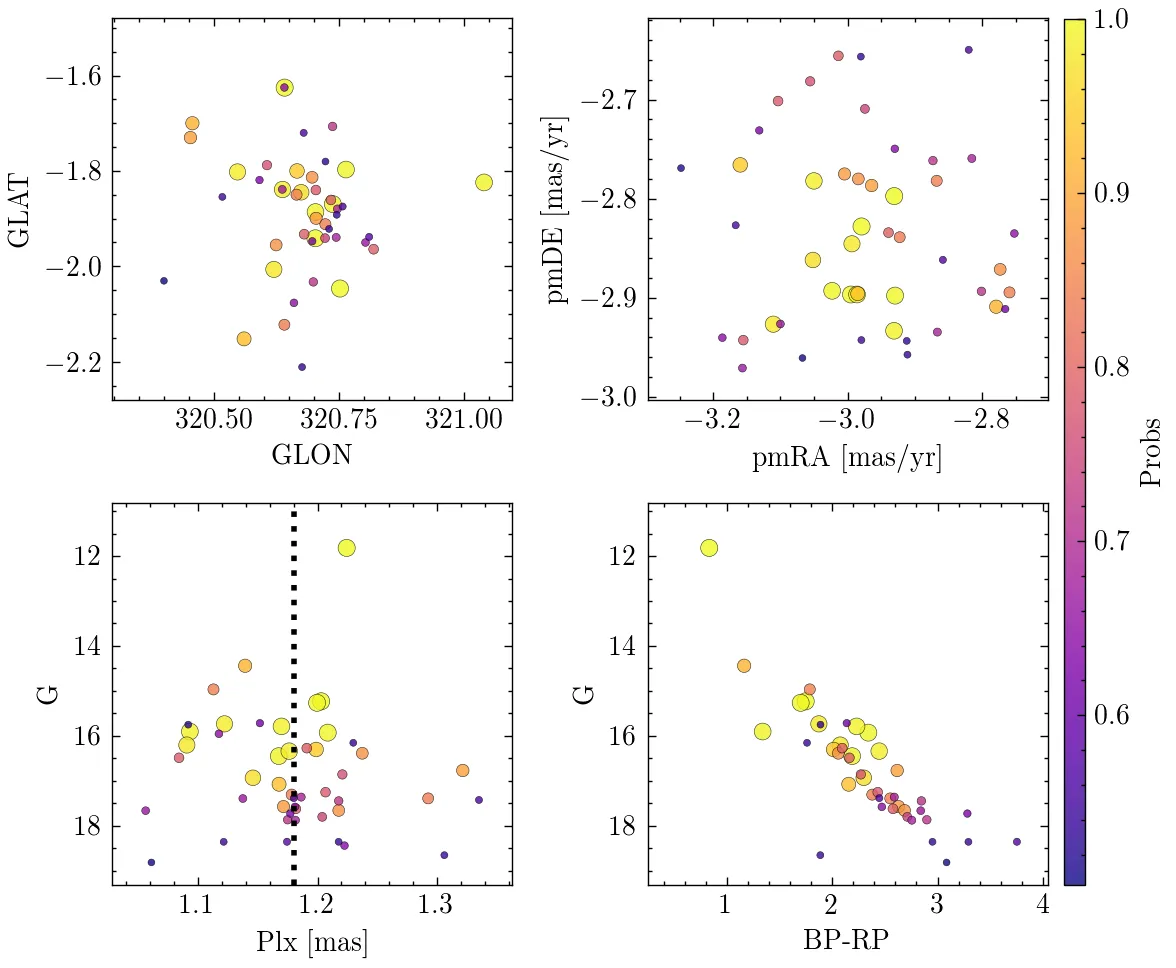 −1.6
−1.8
−2.0
−2.2
GLAT
320.50 320.75 321.00
GLON
−2.7
−2.8
−2.9
−3.0
pmDE [mas/yr]
−3.2 −3.0 −2.8
pmRA [mas/yr]
12
14
16
18
G
1.1 1.2 1.3
Plx [mas]
12
14
16
18
G
1 2 3 4
BP-RP
1.0
0.9
0.8
0.7
0.6
Probs